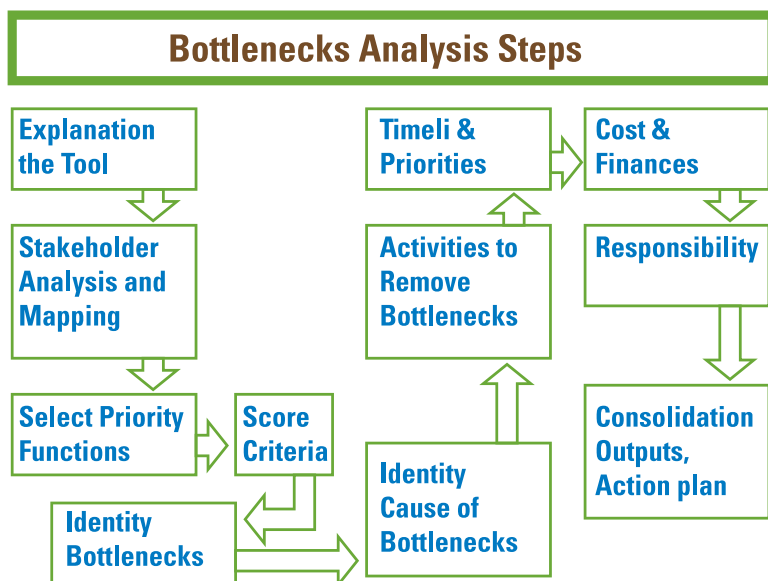 Bottlenecks Analysis Steps
Explanation
the Tool
Stakeholder
Analysis and
Mapping
Select Priority
Functions
Score
Criteria
Identity
Bottlenecks
Identity
Cause of
Bottlenecks
Activities to
Remove
Bottlenecks
Timeli &
Priorities
Cost &
Finances
Responsibility
Consolidation
Outputs,
Action plan